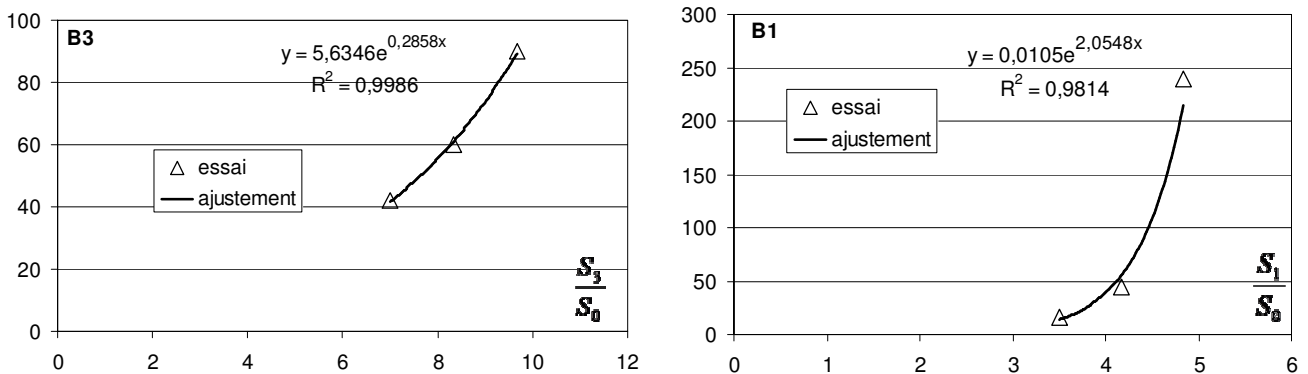 100
80
60
40
20
0
0 2 4 6 8 10 12
B3
y = 5,6346e^0,2858x
R² = 0,9986
essai
ajustement
S₃
S₀
300
250
200
150
100
50
0
0 1 2 3 4 5 6
B1
y = 0,0105e^2,0548x
R² = 0,9814
essai
ajustement
S₁
S₀